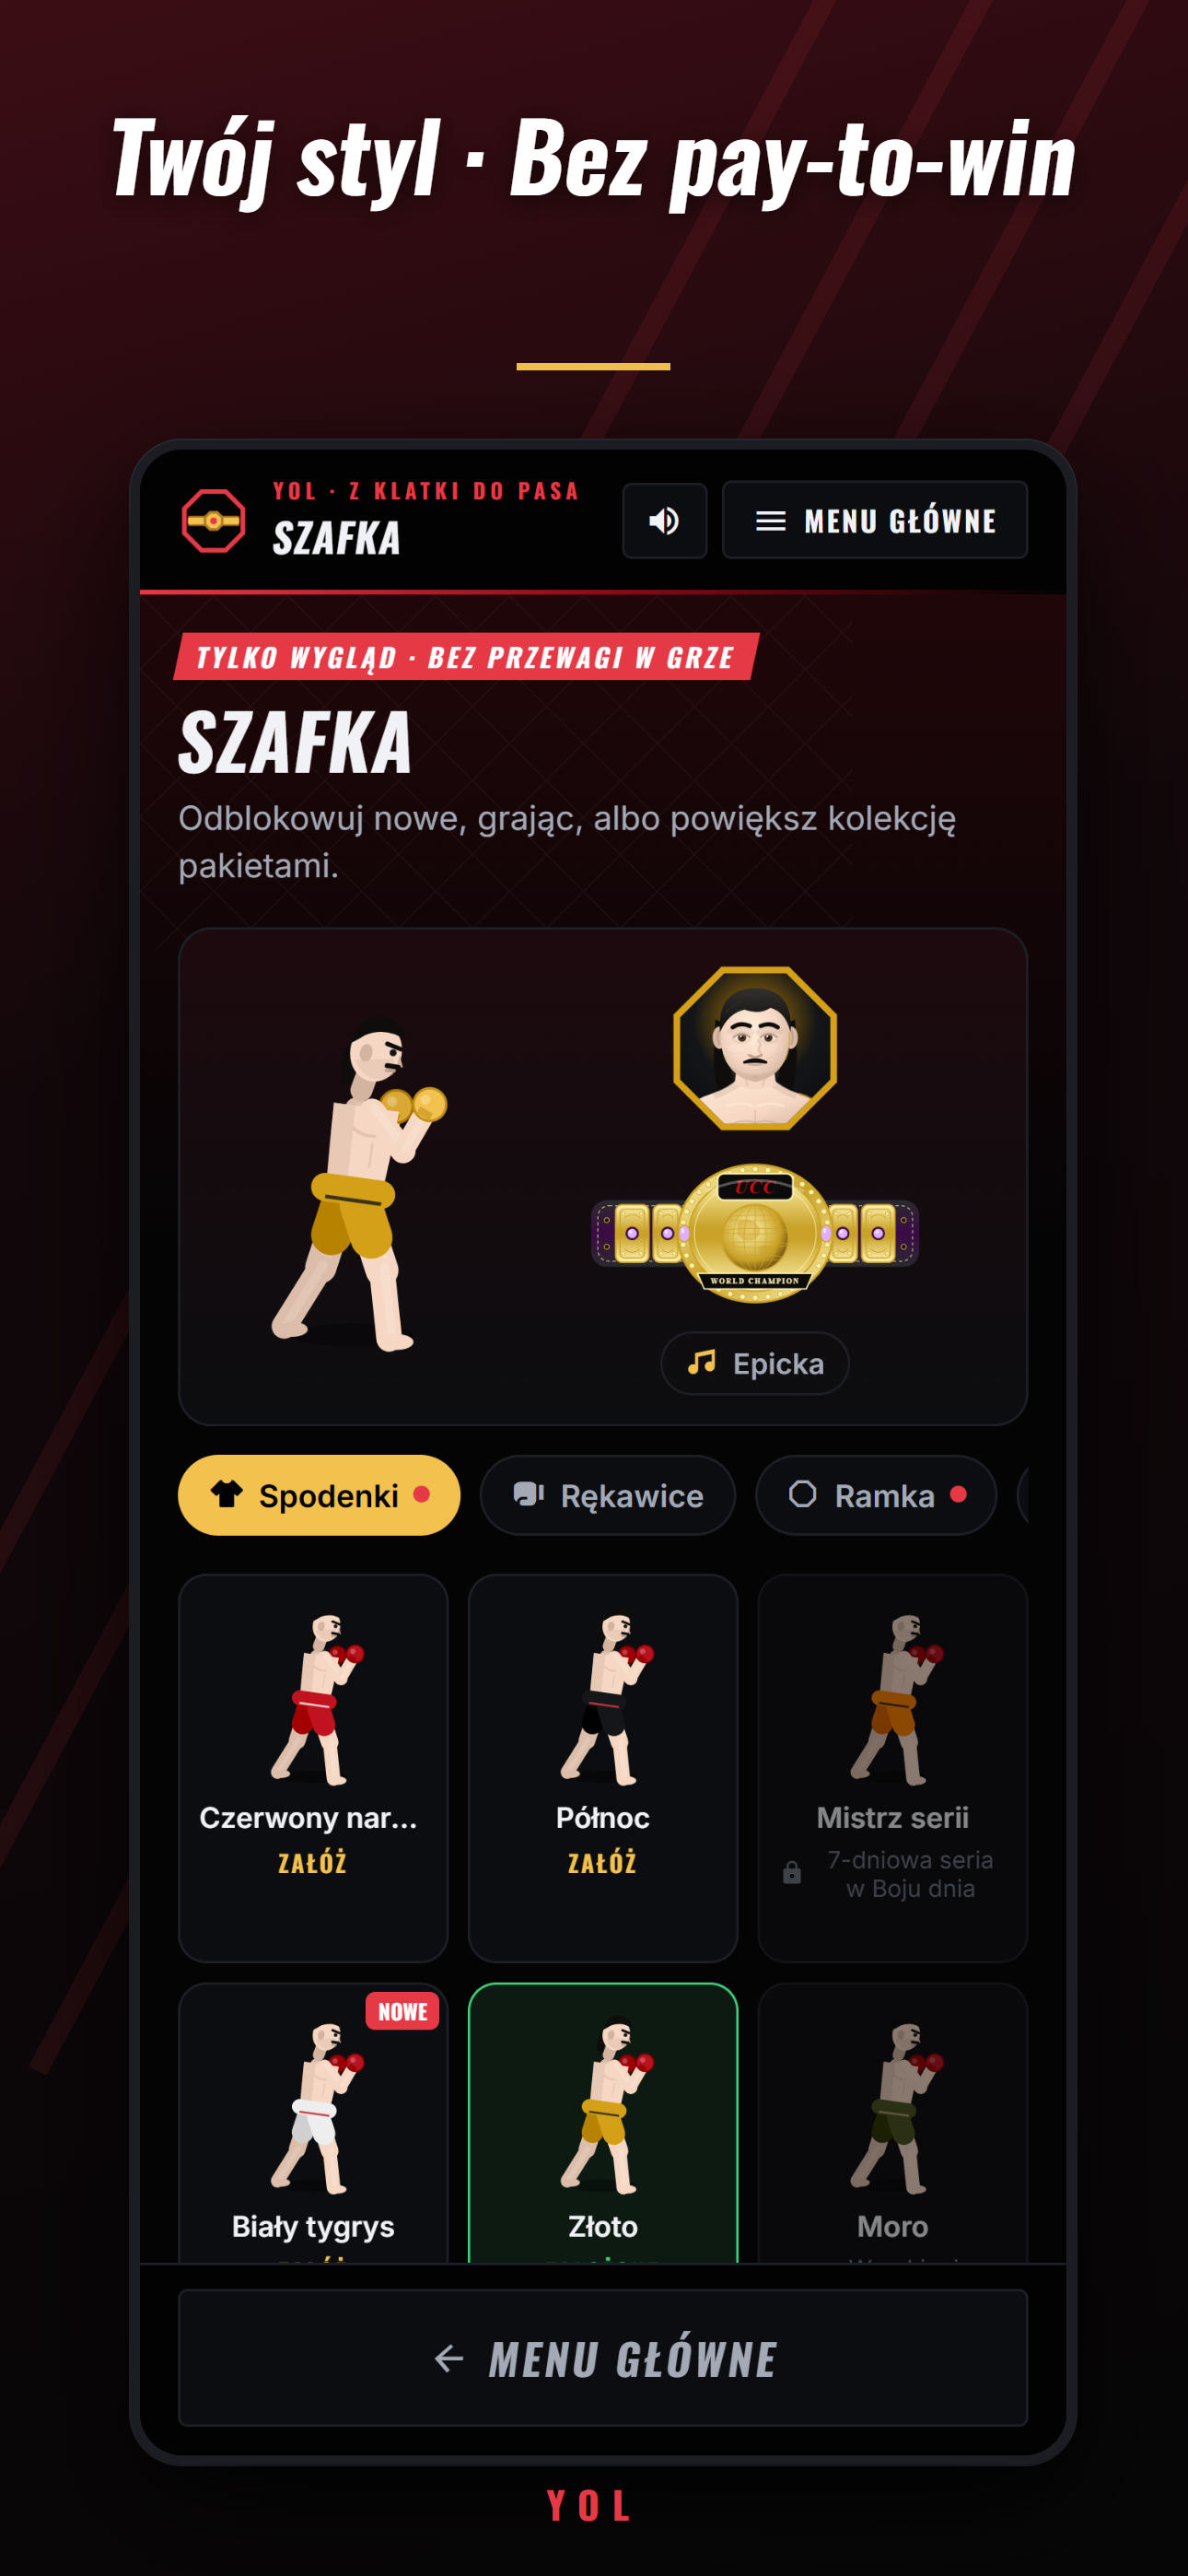 Twój styl · Bez pay-to-win
YOL · Z KLATKI DO PASA
SZAFKA
MENU GŁÓWNE
TYLKO WYGLĄD · BEZ PRZEWAGI W GRZE
SZAFKA
Odblokowuj nowe, grając, albo powiększ kolekcję
pakietami.
UCC
WORLD CHAMPION
Epicka
Spodenki
Rękawice
Ramka
Czerwony nar...
Północ
Mistrz serii
ZAŁÓŻ
ZAŁÓŻ
7-dniowa seria
w Boju dnia
NOWE
Biały tygrys
Złoto
Moro
MENU GŁÓWNE
YOL